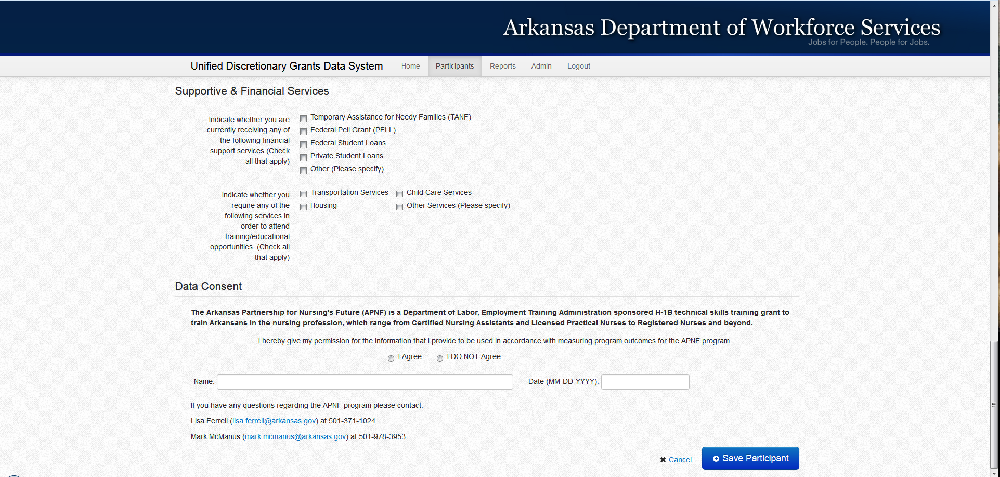 Arkansas Department of Workforce Services
Jobs for People. People for Jobs.
Unified Discretionary Grants Data System Home Participants Reports Admin Logout
Supportive & Financial Services
Indicate whether you are
currently receiving any of
the following financial
support services (Check
all that apply)
Temporary Assistance for Needy Families (TANF)
Federal Pell Grant (PELL)
Federal Student Loans
Private Student Loans
Other (Please specify)
Indicate whether you
require any of the
following services in
order to attend
training/educational
opportunities. (Check all
that apply)
Transportation Services Child Care Services
Housing Other Services (Please specify)
Data Consent
The Arkansas Partnership for Nursing's Future (APNF) is a Department of Labor, Employment Training Administration sponsored H-1B technical skills training grant to
train Arkansans in the nursing profession, which range from Certified Nursing Assistants and Licensed Practical Nurses to Registered Nurses and beyond.
I hereby give my permission for the information that I provide to be used in accordance with measuring program outcomes for the APNF program.
I Agree I DO NOT Agree
Name: Date (MM-DD-YYYY):
If you have any questions regarding the APNF program please contact:
Lisa Ferrell (lisa.ferrell@arkansas.gov) at 501-371-1024
Mark McManus (mark.mcmanus@arkansas.gov) at 501-978-3953
Cancel Save Participant